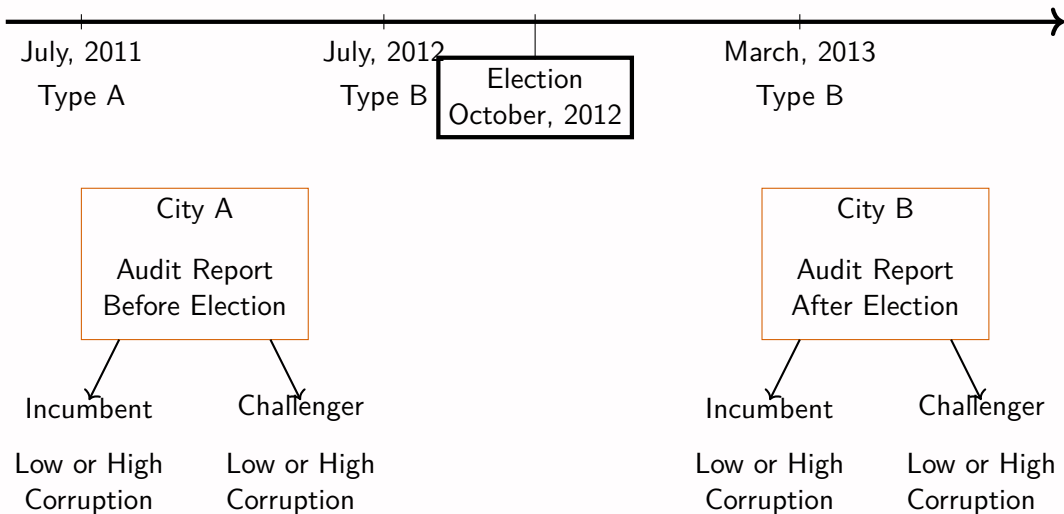 July, 2011
Type A
July, 2012
Type B
Election
October, 2012
March, 2013
Type B
City A
Audit Report
Before Election
City B
Audit Report
After Election
Incumbent
Low or High
Corruption
Challenger
Low or High
Corruption
Incumbent
Low or High
Corruption
Challenger
Low or High
Corruption